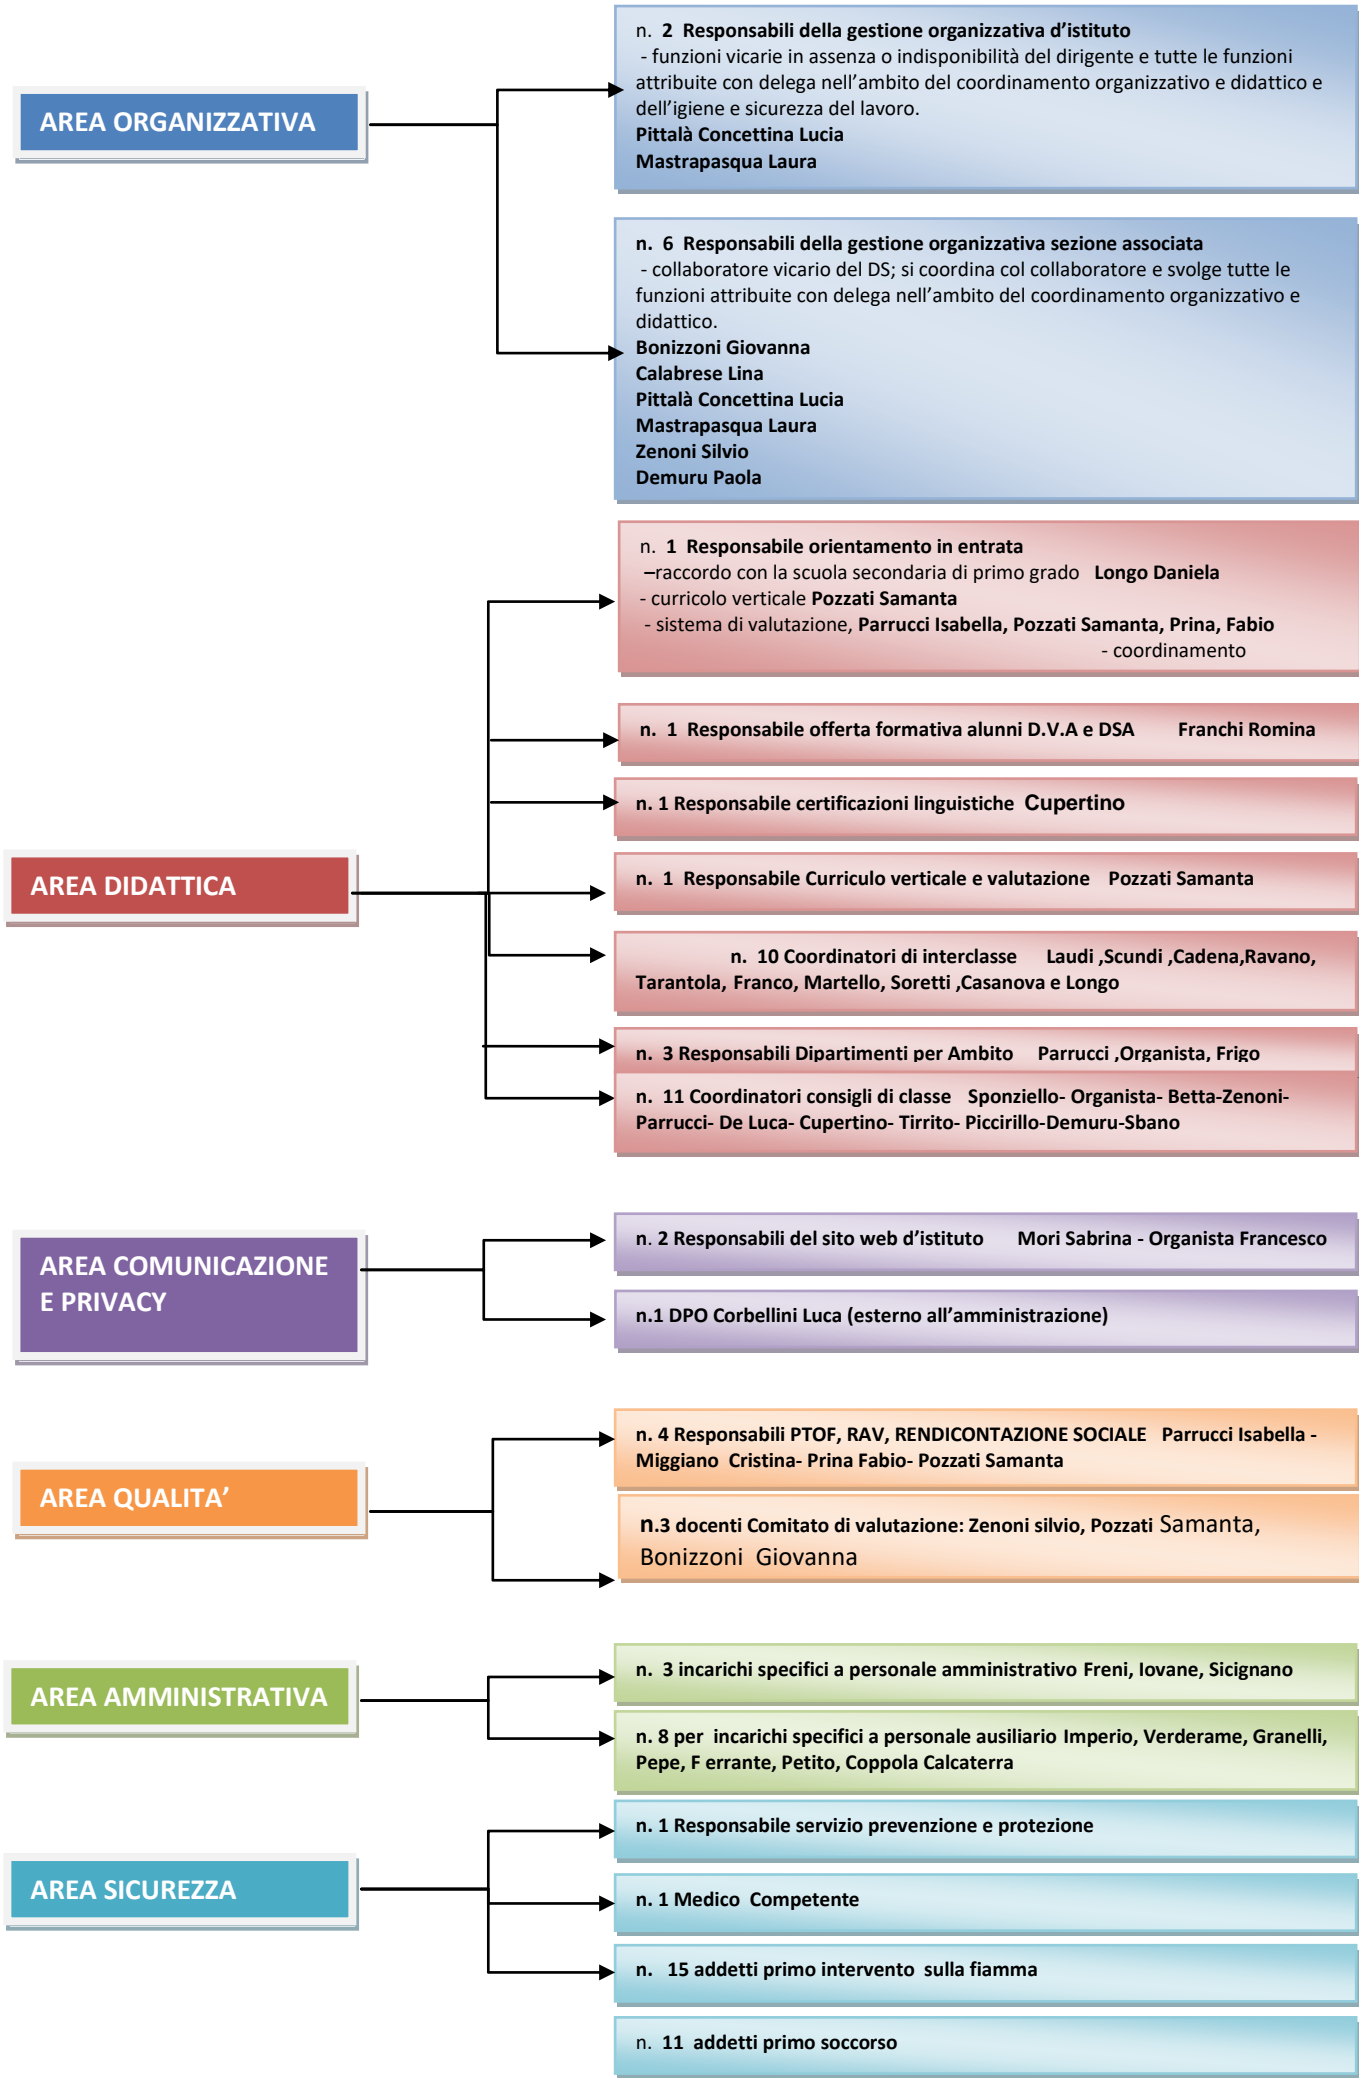 AREA ORGANIZZATIVA
n. 2 Responsabili della gestione organizzativa d’istituto
- funzioni vicarie in assenza o indisponibilità del dirigente e tutte le funzioni
attribuite con delega nell’ambito del coordinamento organizzativo e didattico e
dell’igiene e sicurezza del lavoro.
Pittalà Concettina Lucia
Mastrapasqua Laura
n. 6 Responsabili della gestione organizzativa sezione associata
- collaboratore vicario del DS; si coordina col collaboratore e svolge tutte le
funzioni attribuite con delega nell’ambito del coordinamento organizzativo e
didattico.
Bonizzoni Giovanna
Calabrese Lina
Pittalà Concettina Lucia
Mastrapasqua Laura
Zenoni Silvio
Demuru Paola
AREA DIDATTICA
n. 1 Responsabile orientamento in entrata
–raccordo con la scuola secondaria di primo grado Longo Daniela
- curricolo verticale Pozzati Samanta
- sistema di valutazione, Parrucci Isabella, Pozzati Samanta, Prina, Fabio
- coordinamento
n. 1 Responsabile offerta formativa alunni D.V.A e DSA Franchi Romina
n. 1 Responsabile certificazioni linguistiche Cupertino
n. 1 Responsabile Curriculo verticale e valutazione Pozzati Samanta
n. 10 Coordinatori di interclasse Laudi ,Scundi ,Cadena,Ravano,
Tarantola, Franco, Martello, Soretti ,Casanova e Longo
n. 3 Responsabili Dipartimenti per Ambito Parrucci ,Organista, Frigo
n. 11 Coordinatori consigli di classe Sponziello- Organista- Betta-Zenoni-
Parrucci- De Luca- Cupertino- Tirrito- Piccirillo-Demuru-Sbano
AREA COMUNICAZIONE
E PRIVACY
n. 2 Responsabili del sito web d’istituto Mori Sabrina - Organista Francesco
n.1 DPO Corbellini Luca (esterno all’amministrazione)
AREA QUALITA’
n. 4 Responsabili PTOF, RAV, RENDICONTAZIONE SOCIALE Parrucci Isabella -
Miggiano Cristina- Prina Fabio- Pozzati Samanta
n.3 docenti Comitato di valutazione: Zenoni silvio, Pozzati Samanta,
Bonizzoni Giovanna
AREA AMMINISTRATIVA
n. 3 incarichi specifici a personale amministrativo Freni, Iovane, Sicignano
n. 8 per incarichi specifici a personale ausiliario Imperio, Verderame, Granelli,
Pepe, F errante, Petito, Coppola Calcaterra
AREA SICUREZZA
n. 1 Responsabile servizio prevenzione e protezione
n. 1 Medico Competente
n. 15 addetti primo intervento sulla fiamma
n. 11 addetti primo soccorso